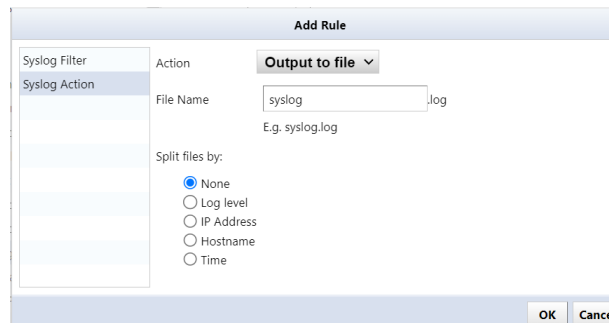 Add Rule
Syslog Filter
Syslog Action
Action
Output to file
File Name
syslog
.log
E.g. syslog.log
Split files by:
None
Log level
IP Address
Hostname
Time
OK
Cance